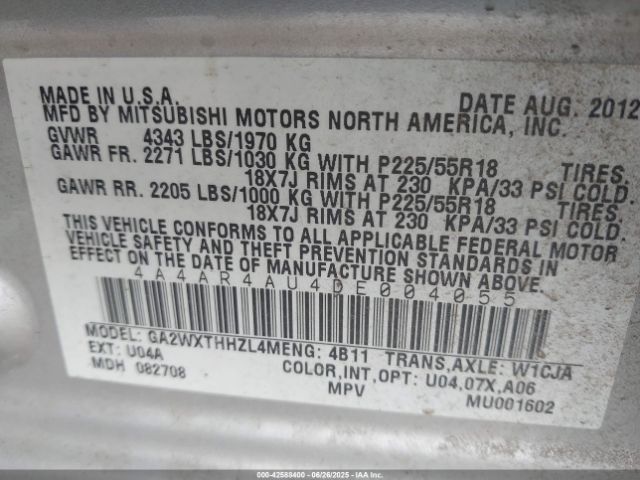 MADE IN U.S.A. DATE AUG. 2012
MFD BY MITSUBISHI MOTORS NORTH AMERICA, INC.
GVWR 4343 LBS/1970 KG
GAWR FR. 2271 LBS/1030 KG WITH P225/55R18 TIRES.
18X7J RIMS AT 230 KPA/33 PSI COLD.
GAWR RR. 2205 LBS/1000 KG WITH P225/55R18 TIRES.
18X7J RIMS AT 230 KPA/33 PSI COLD.
THIS VEHICLE CONFORMS TO ALL APPLICABLE FEDERAL MOTOR
VEHICLE SAFETY AND THEFT PREVENTION STANDARDS IN
EFFECT ON THE DATE OF MANUFACTURE SHOWN ABOVE.
4A4AR4AU4DE004055
MODEL: GA2WXTHHZL4M ENG: 4B11 TRANS,AXLE: W1CJA
EXT: U04A COLOR,INT,OPT: U04,07X,A06
MDH 082708 MPV MU001602
000-42588400 - 06/26/2025 - IAAI CORP